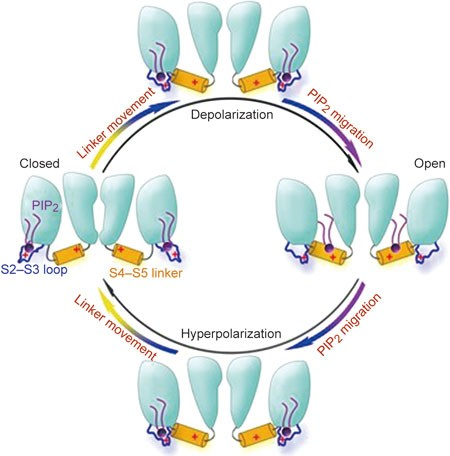 Linker movement
PIP2 migration
Depolarization
Closed
Open
PIP2
S2–S3 loop
S4–S5 linker
Hyperpolarization
Linker movement
PIP2 migration